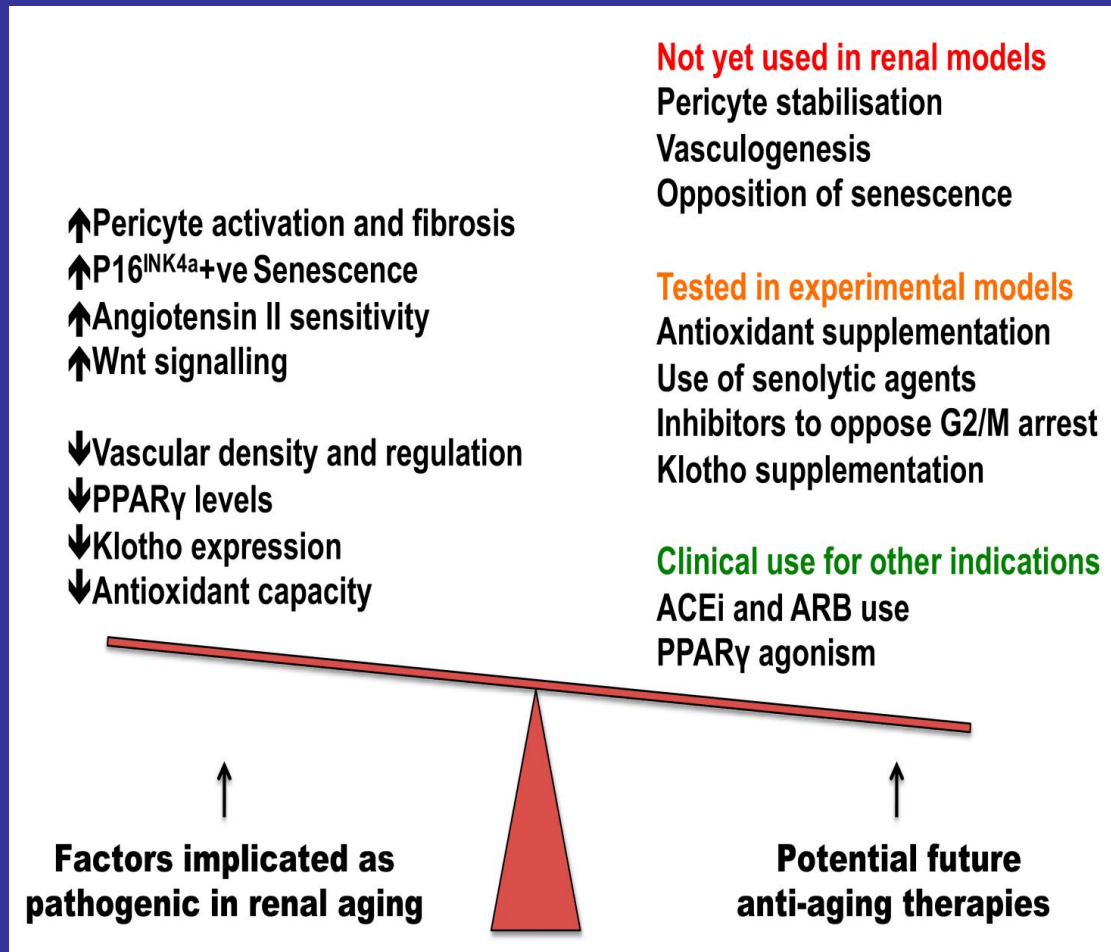 ↑Pericyte activation and fibrosis
↑P16^INK4a+ve Senescence
↑Angiotensin II sensitivity
↑Wnt signalling
↓Vascular density and regulation
↓PPARγ levels
↓Klotho expression
↓Antioxidant capacity
Not yet used in renal models
Pericyte stabilisation
Vasculogenesis
Opposition of senescence
Tested in experimental models
Antioxidant supplementation
Use of senolytic agents
Inhibitors to oppose G2/M arrest
Klotho supplementation
Clinical use for other indications
ACEi and ARB use
PPARγ agonism
Factors implicated as
pathogenic in renal aging
Potential future
anti-aging therapies